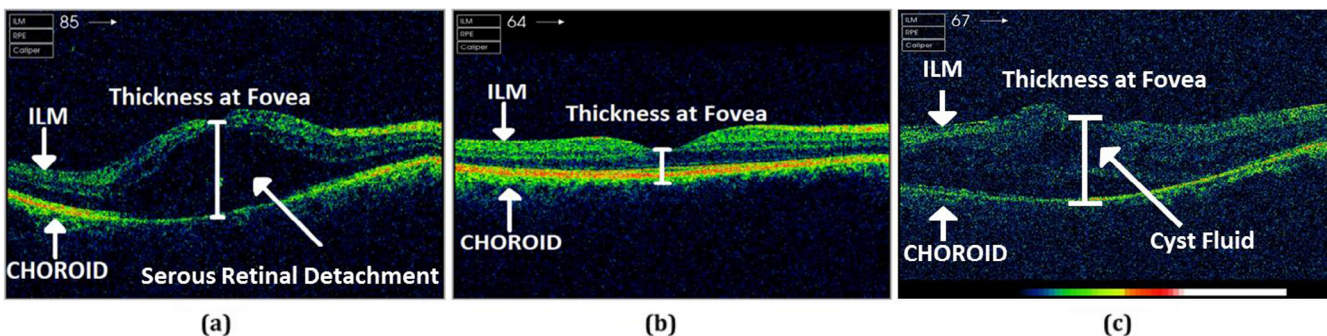 ILM
RPE
Caliper
85
Thickness at Fovea
ILM
CHOROID
Serous Retinal Detachment
(a)
ILM
RPE
Caliper
64
ILM
Thickness at Fovea
CHOROID
(b)
ILM
RPE
Caliper
67
ILM
Thickness at Fovea
CHOROID
Cyst Fluid
(c)